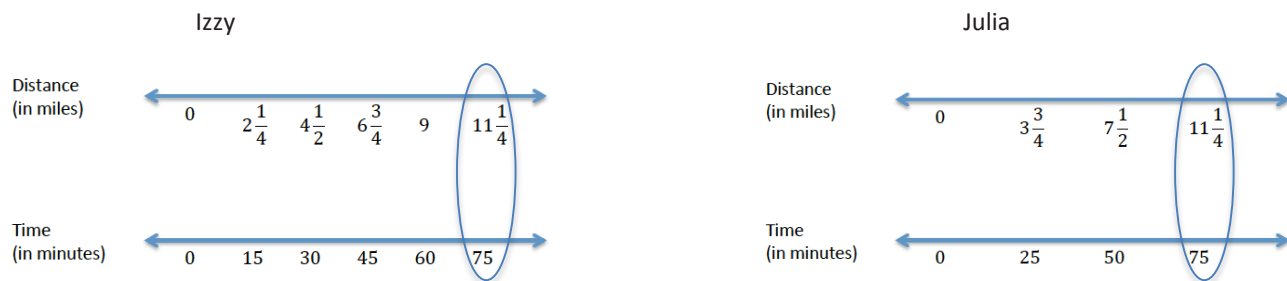 Izzy
Distance
(in miles)
0 2 1/4 4 1/2 6 3/4 9 11 1/4
Time
(in minutes)
0 15 30 45 60 75
Julia
Distance
(in miles)
0 3 3/4 7 1/2 11 1/4
Time
(in minutes)
0 25 50 75